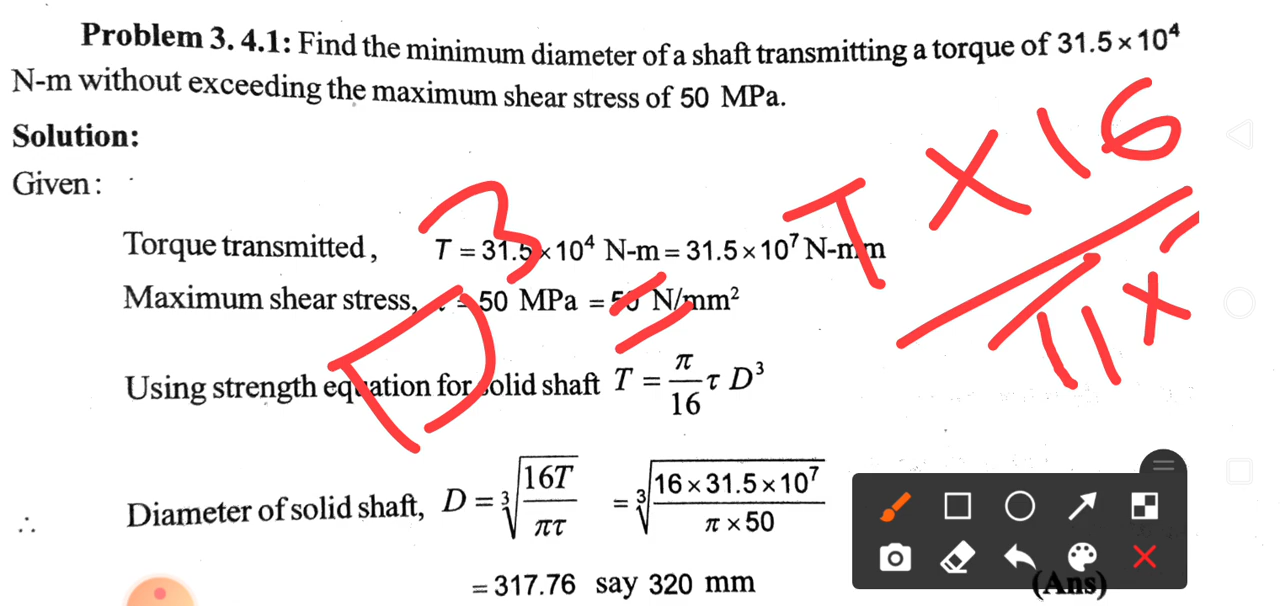 Problem 3. 4.1: Find the minimum diameter of a shaft transmitting a torque of 31.5 × 10⁴
N-m without exceeding the maximum shear stress of 50 MPa.
Solution:
Given :
Torque transmitted , T = 31.5 × 10⁴ N-m = 31.5 × 10⁷ N-mm
Maximum shear stress, = 50 MPa = 50 N/mm²
Using strength equation for solid shaft T = π/16 τ D³
∴ Diameter of solid shaft, D = ³√(16T/πτ) = ³√(16 × 31.5 × 10⁷/π × 50)
= 317.76 say 320 mm (Ans)
D³ = T × 16 / π ×